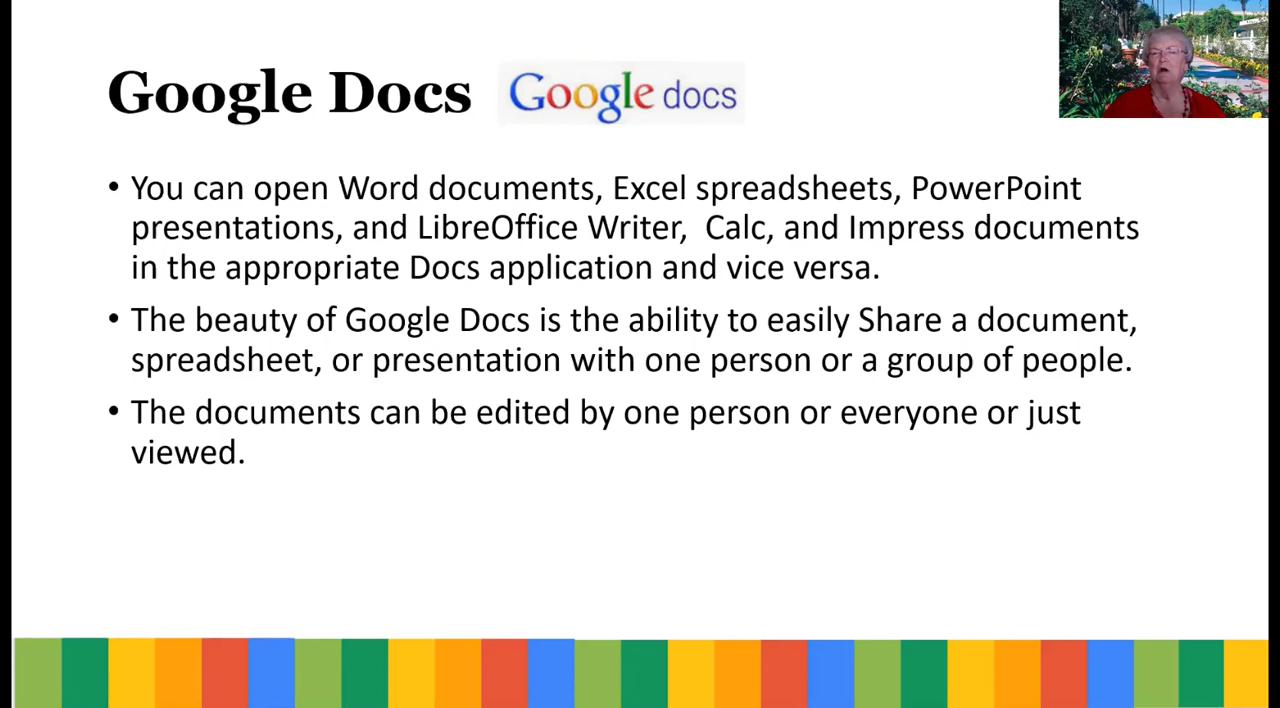 Google Docs Google docs
• You can open Word documents, Excel spreadsheets, PowerPoint
presentations, and LibreOffice Writer,  Calc, and Impress documents
in the appropriate Docs application and vice versa.
• The beauty of Google Docs is the ability to easily Share a document,
spreadsheet, or presentation with one person or a group of people.
• The documents can be edited by one person or everyone or just
viewed.